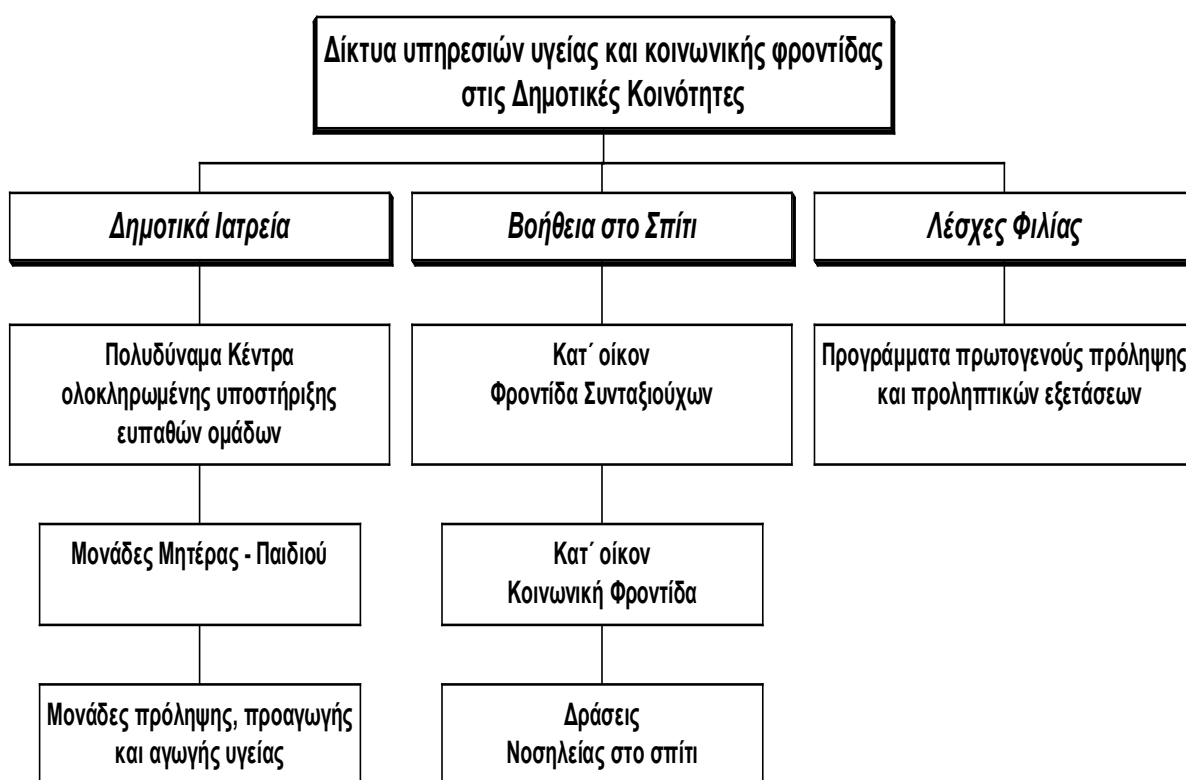 Δίκτυα υπηρεσιών υγείας και κοινωνικής φροντίδας
στις Δημοτικές Κοινότητες
Δημοτικά Ιατρεία
Βοήθεια στο Σπίτι
Λέσχες Φιλίας
Πολυδύναμα Κέντρα
ολοκληρωμένης υποστήριξης
ευπαθών ομάδων
Κατ΄ οίκον
Φροντίδα Συνταξιούχων
Προγράμματα πρωτογενούς πρόληψης
και προληπτικών εξετάσεων
Μονάδες Μητέρας - Παιδιού
Κατ΄ οίκον
Κοινωνική Φροντίδα
Μονάδες πρόληψης, προαγωγής
και αγωγής υγείας
Δράσεις
Νοσηλείας στο σπίτι